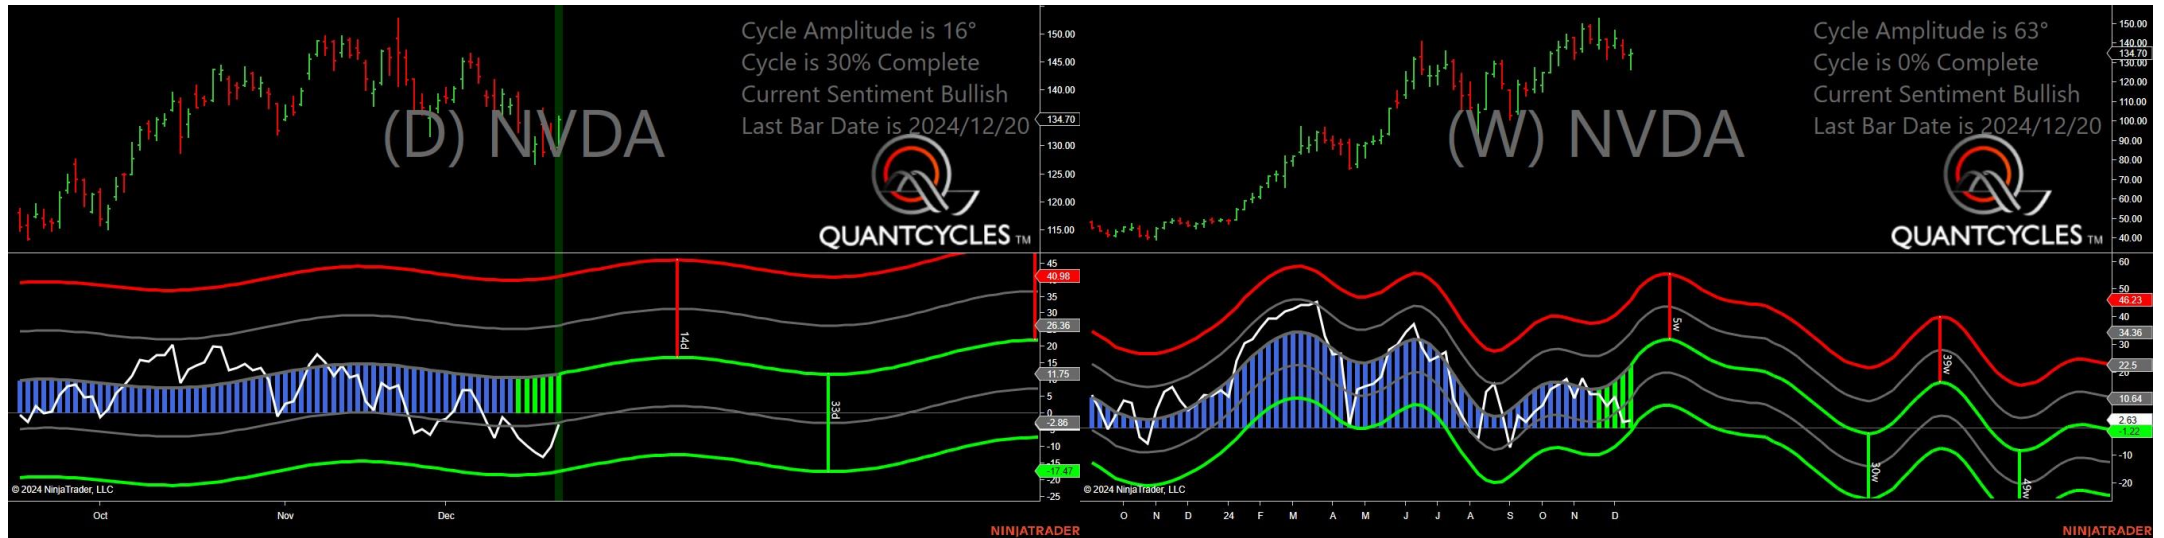 Cycle Amplitude is 16°
Cycle is 30% Complete
Current Sentiment Bullish
Last Bar Date is 2024/12/20
(D) NVDA
QUANTCYCLES TM
150.00
145.00
140.00
134.70
130.00
125.00
120.00
115.00
45
40.98
35
30
26.36
20
15
11.75
5
0
-2.86
-10
-15
-17.47
-20
-25
14d
33d
© 2024 NinjaTrader, LLC
Oct Nov Dec
NINJATRADER
Cycle Amplitude is 63°
Cycle is 0% Complete
Current Sentiment Bullish
Last Bar Date is 2024/12/20
(W) NVDA
QUANTCYCLES TM
150.00
140.00
134.70
130.00
120.00
110.00
100.00
90.00
80.00
70.00
60.00
50.00
40.00
60
50
46.23
40
34.36
30
22.5
20
10.64
2.63
-1.22
-10
-20
5w
39w
30w
49w
© 2024 NinjaTrader, LLC
O N D 24 F M A M J J A S O N D
NINJATRADER